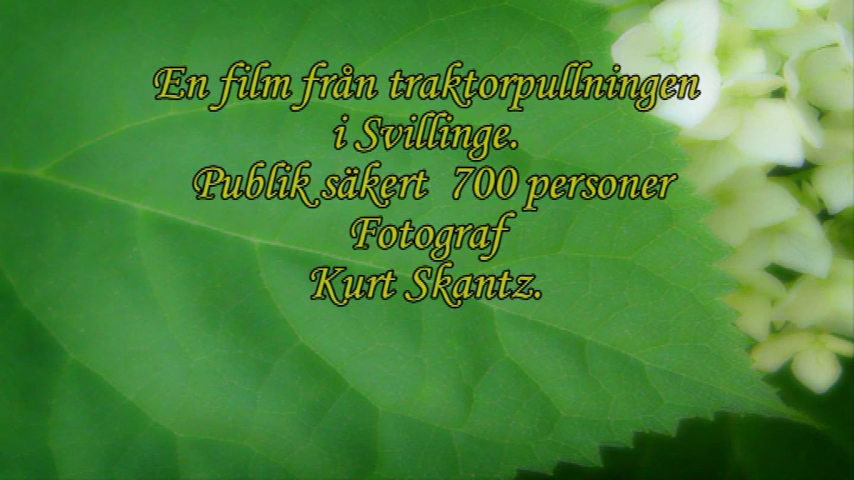 En film från traktorpullningen
i Svillinge.
Publik säkert 700 personer
Fotograf
Kurt Skantz.